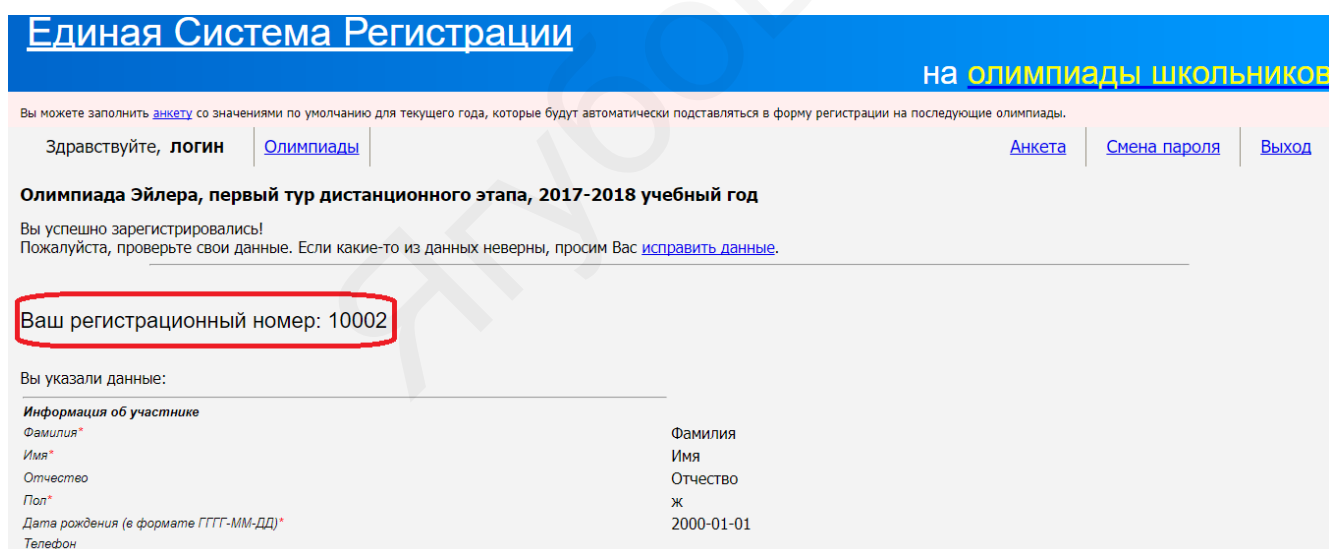 Единая Система Регистрации
на олимпиады школьников
Вы можете заполнить анкету со значениями по умолчанию для текущего года, которые будут автоматически подставляться в форму регистрации на последующие олимпиады.
Здравствуйте, логин Олимпиады Анкета Смена пароля Выход
Олимпиада Эйлера, первый тур дистанционного этапа, 2017-2018 учебный год
Вы успешно зарегистрировались!
Пожалуйста, проверьте свои данные. Если какие-то из данных неверны, просим Вас исправить данные.
Ваш регистрационный номер: 10002
Вы указали данные:
Информация об участнике
Фамилия* Фамилия
Имя* Имя
Отчество Отчество
Пол* ж
Дата рождения (в формате ГГГГ-ММ-ДД)* 2000-01-01
Телефон